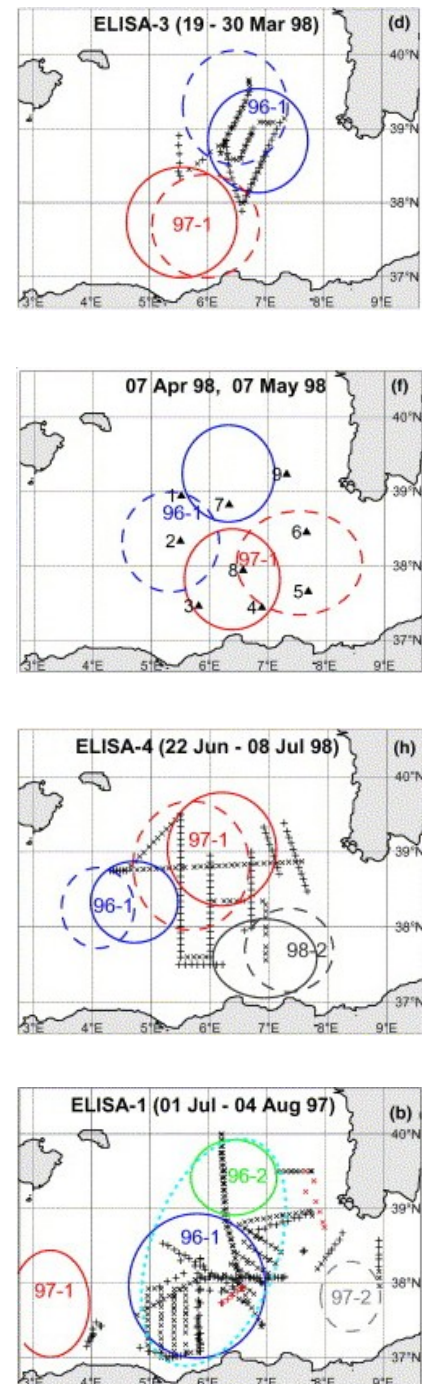 ELISA-3 (19 - 30 Mar 98) (d)
40°N
96-1
39°N
38°N
97-1
37°N
3°E 4°E 5°E 6°E 7°E 8°E 9°E
07 Apr 98, 07 May 98 (f)
40°N
9
1
39°N
7
96-1
6
2
97-1
38°N
8
5
3
4
37°N
3°E 4°E 5°E 6°E 7°E 8°E 9°E
ELISA-4 (22 Jun - 08 Jul 98) (h)
40°N
97-1
39°N
96-1
38°N
98-2
37°N
3°E 4°E 5°E 6°E 7°E 8°E 9°E
ELISA-1 (01 Jul - 04 Aug 97) (b)
40°N
96-2
39°N
96-1
38°N
97-1
97-2
37°N
3°E 4°E 5°E 6°E 7°E 8°E 9°E